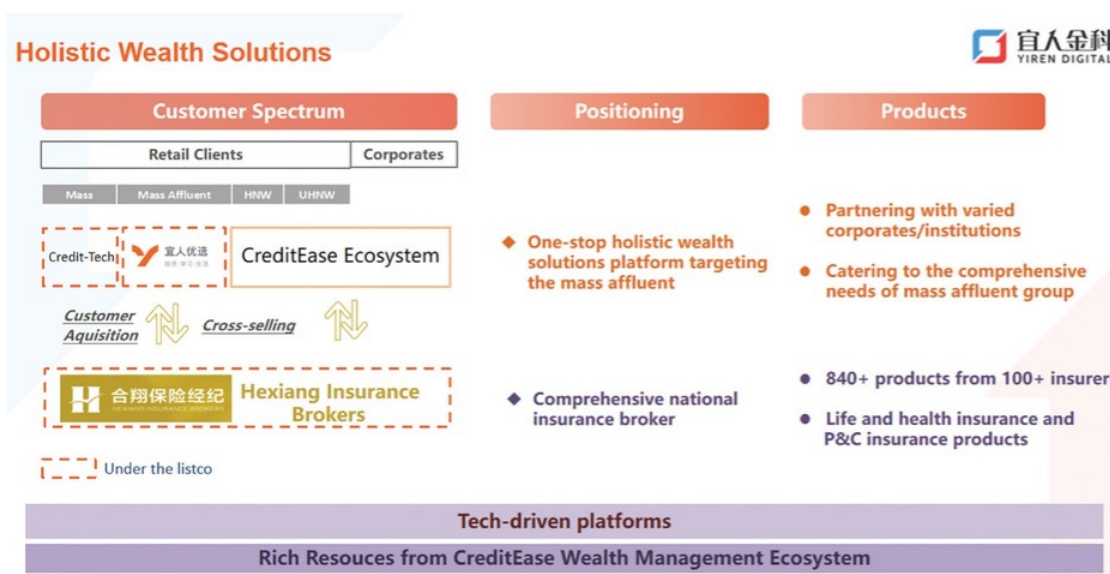 Holistic Wealth Solutions
宜人金科
YIREN DIGITAL
Customer Spectrum
Positioning
Products
Retail Clients
Corporates
Mass
Mass Affluent
HNW
UHNW
Credit-Tech
宜人优选
CreditEase Ecosystem
Customer
Aquisition
Cross-selling
合翔保险经纪
HEXIANG INSURANCE BROKERS
Hexiang Insurance
Brokers
Under the listco
One-stop holistic wealth
solutions platform targeting
the mass affluent
Comprehensive national
insurance broker
Partnering with varied
corporates/institutions
Catering to the comprehensive
needs of mass affluent group
840+ products from 100+ insurer
Life and health insurance and
P&C insurance products
Tech-driven platforms
Rich Resouces from CreditEase Wealth Management Ecosystem